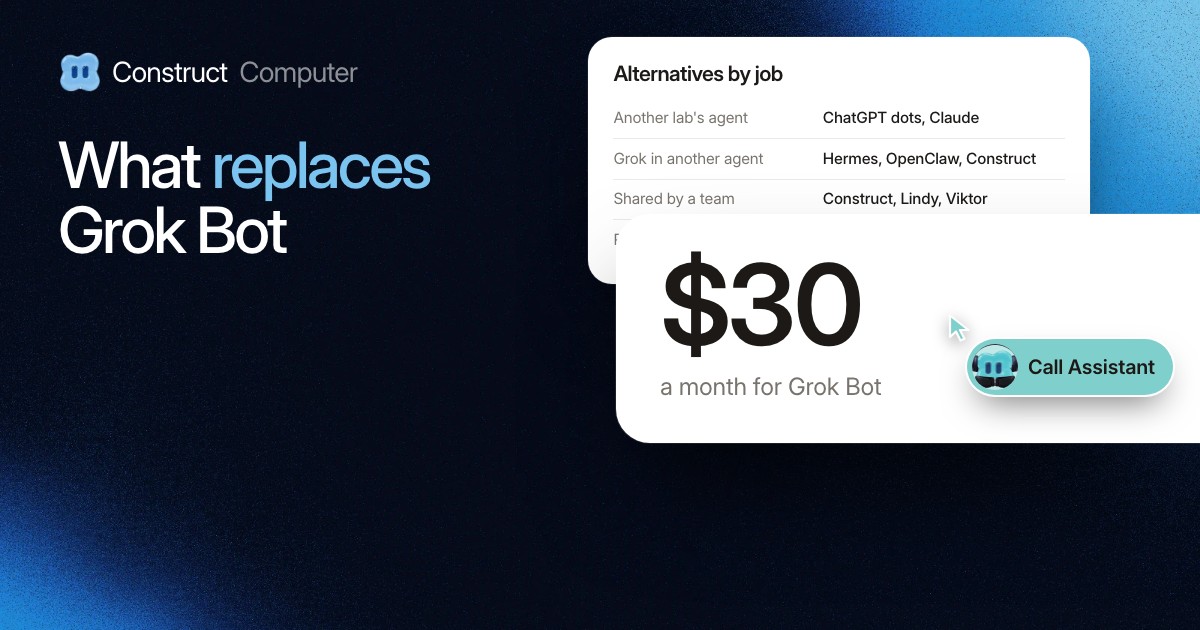 Construct Computer
What replaces
Grok Bot
Alternatives by job
Another lab's agent ChatGPT dots, Claude
Grok in another agent Hermes, OpenClaw, Construct
Shared by a team Construct, Lindy, Viktor
$30
a month for Grok Bot
Call Assistant